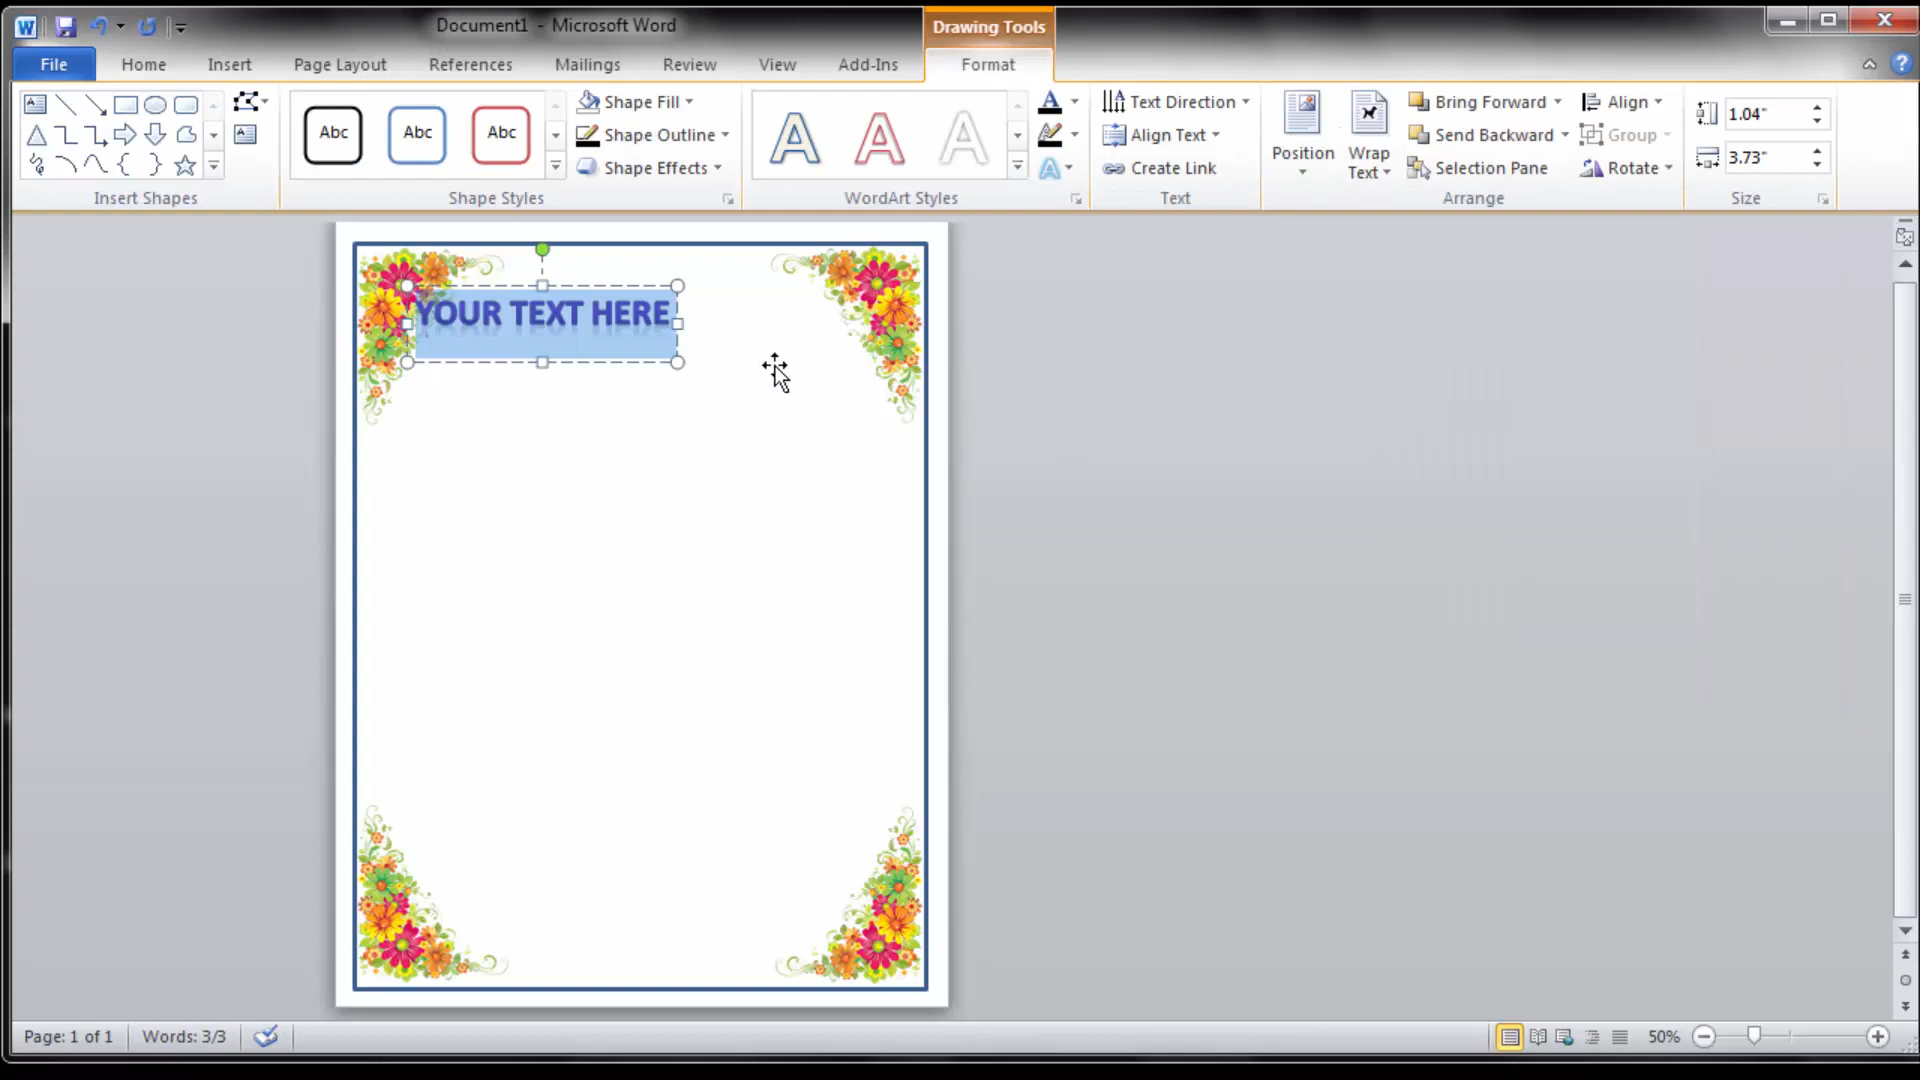 Document1 - Microsoft Word
Drawing Tools
File Home Insert Page Layout References Mailings Review View Add-Ins Format
Abc Abc Abc
Shape Fill
Shape Outline
Shape Effects
A A A
Text Direction
Align Text
Create Link
Position
Wrap Text
Bring Forward
Send Backward
Selection Pane
Align
Group
Rotate
1.04"
3.73"
Insert Shapes Shape Styles WordArt Styles Text Arrange Size
YOUR TEXT HERE
Page: 1 of 1 Words: 3/3 50%